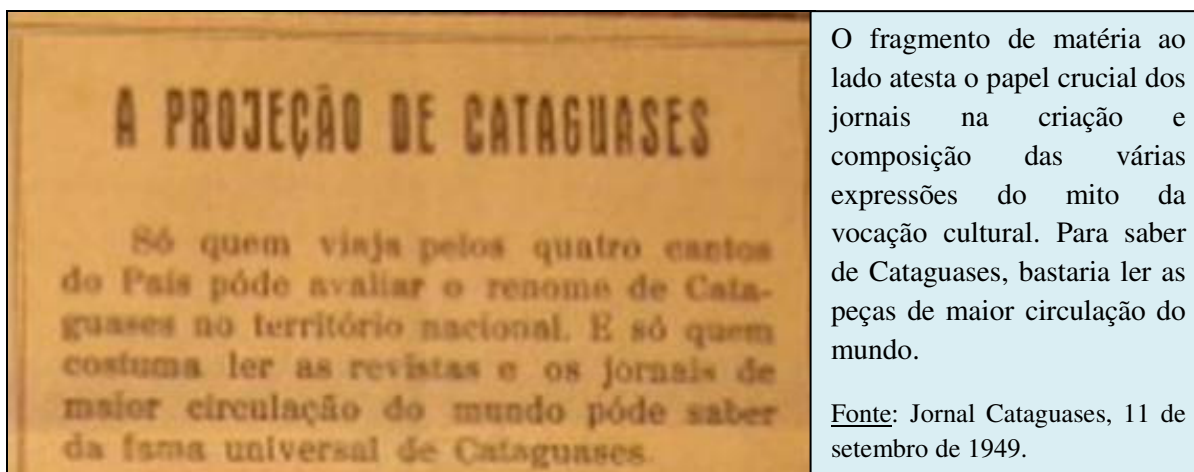 A PROJEÇÃO DE CATAGUASES
Só quem viaja pelos quatro cantos
do País póde avaliar o renome de Cata-
guases no território nacional. E só quem
costuma ler as revistas e os jornais de
maior circulação do mundo póde saber
da fama universal de Cataguases.
O fragmento de matéria ao
lado atesta o papel crucial dos
jornais na criação e
composição das várias
expressões do mito da
vocação cultural. Para saber
de Cataguases, bastaria ler as
peças de maior circulação do
mundo.
Fonte: Jornal Cataguases, 11 de
setembro de 1949.